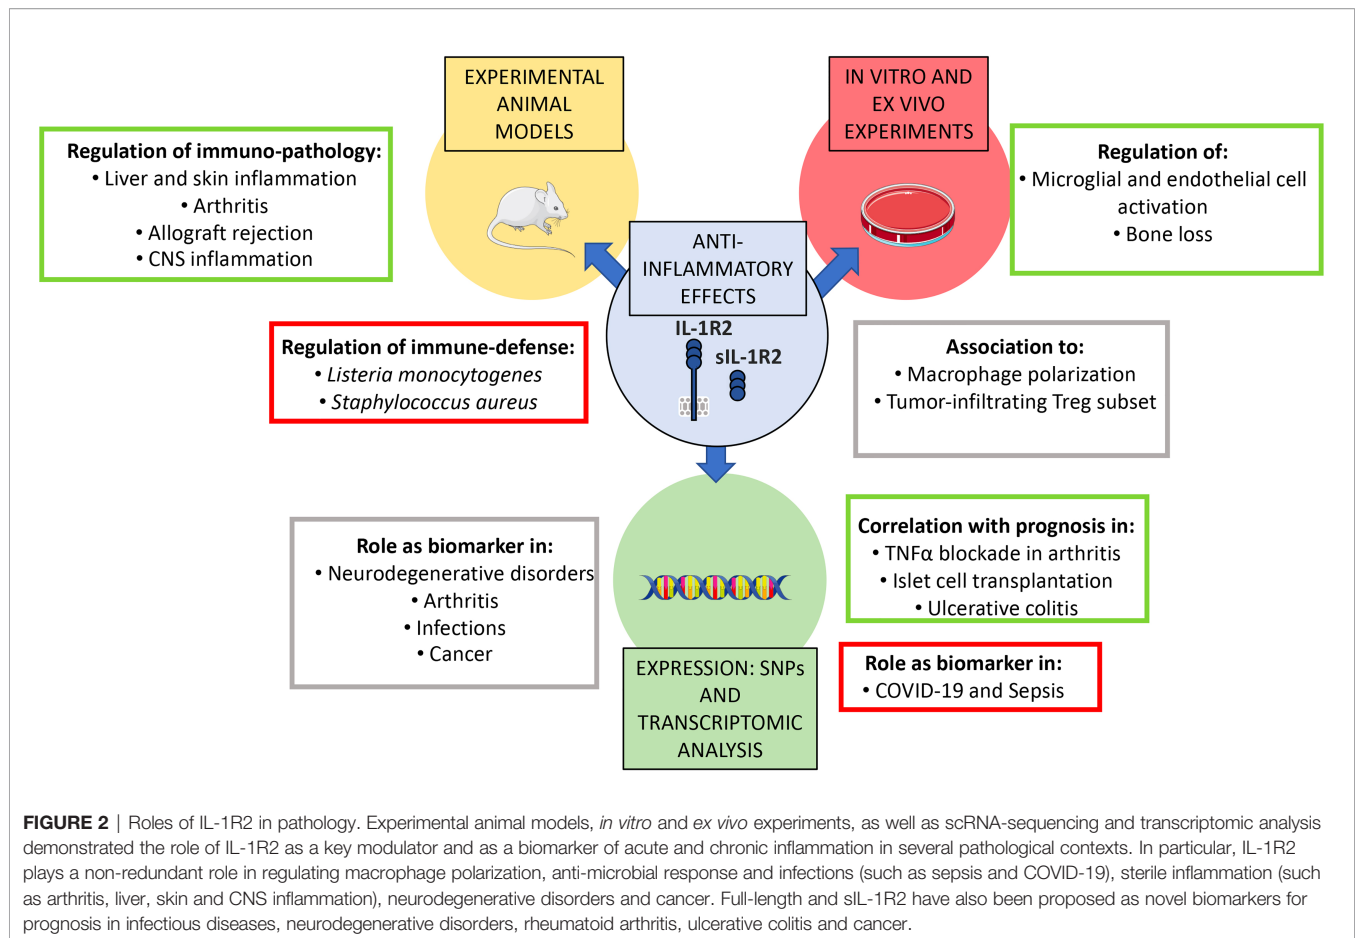 EXPERIMENTAL
ANIMAL
MODELS
IN VITRO AND
EX VIVO
EXPERIMENTS
Regulation of immuno-pathology:
• Liver and skin inflammation
• Arthritis
• Allograft rejection
• CNS inflammation
Regulation of:
• Microglial and endothelial cell
activation
• Bone loss
ANTI-
INFLAMMATORY
EFFECTS
IL-1R2
sIL-1R2
Regulation of immune-defense:
• Listeria monocytogenes
• Staphylococcus aureus
Association to:
• Macrophage polarization
• Tumor-infiltrating Treg subset
Role as biomarker in:
• Neurodegenerative disorders
• Arthritis
• Infections
• Cancer
Correlation with prognosis in:
• TNFα blockade in arthritis
• Islet cell transplantation
• Ulcerative colitis
EXPRESSION: SNPs
AND
TRANSCRIPTOMIC
ANALYSIS
Role as biomarker in:
• COVID-19 and Sepsis
FIGURE 2 | Roles of IL-1R2 in pathology. Experimental animal models, in vitro and ex vivo experiments, as well as scRNA-sequencing and transcriptomic analysis
demonstrated the role of IL-1R2 as a key modulator and as a biomarker of acute and chronic inflammation in several pathological contexts. In particular, IL-1R2
plays a non-redundant role in regulating macrophage polarization, anti-microbial response and infections (such as sepsis and COVID-19), sterile inflammation (such
as arthritis, liver, skin and CNS inflammation), neurodegenerative disorders and cancer. Full-length and sIL-1R2 have also been proposed as novel biomarkers for
prognosis in infectious diseases, neurodegenerative disorders, rheumatoid arthritis, ulcerative colitis and cancer.